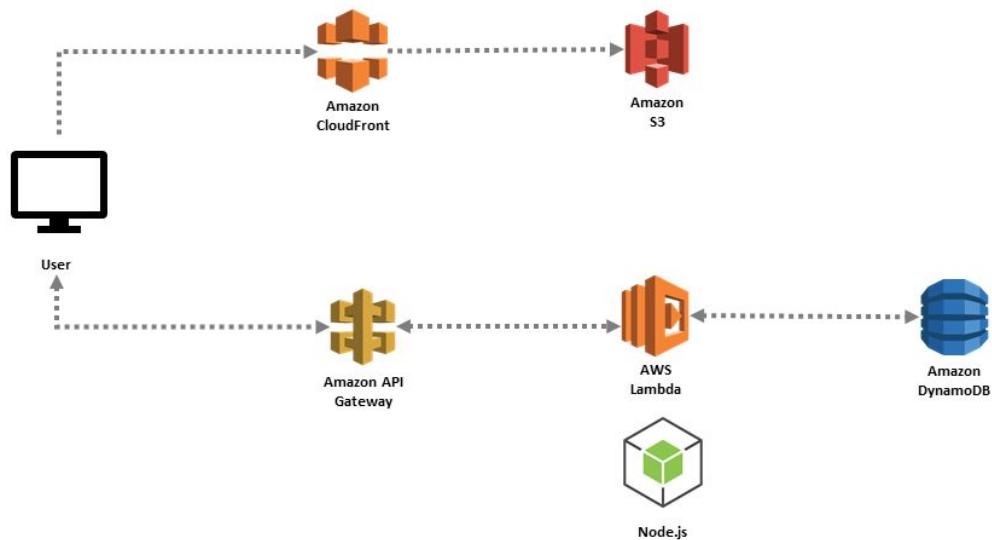 Amazon
CloudFront
Amazon
S3
User
Amazon API
Gateway
AWS
Lambda
Amazon
DynamoDB
Node.js